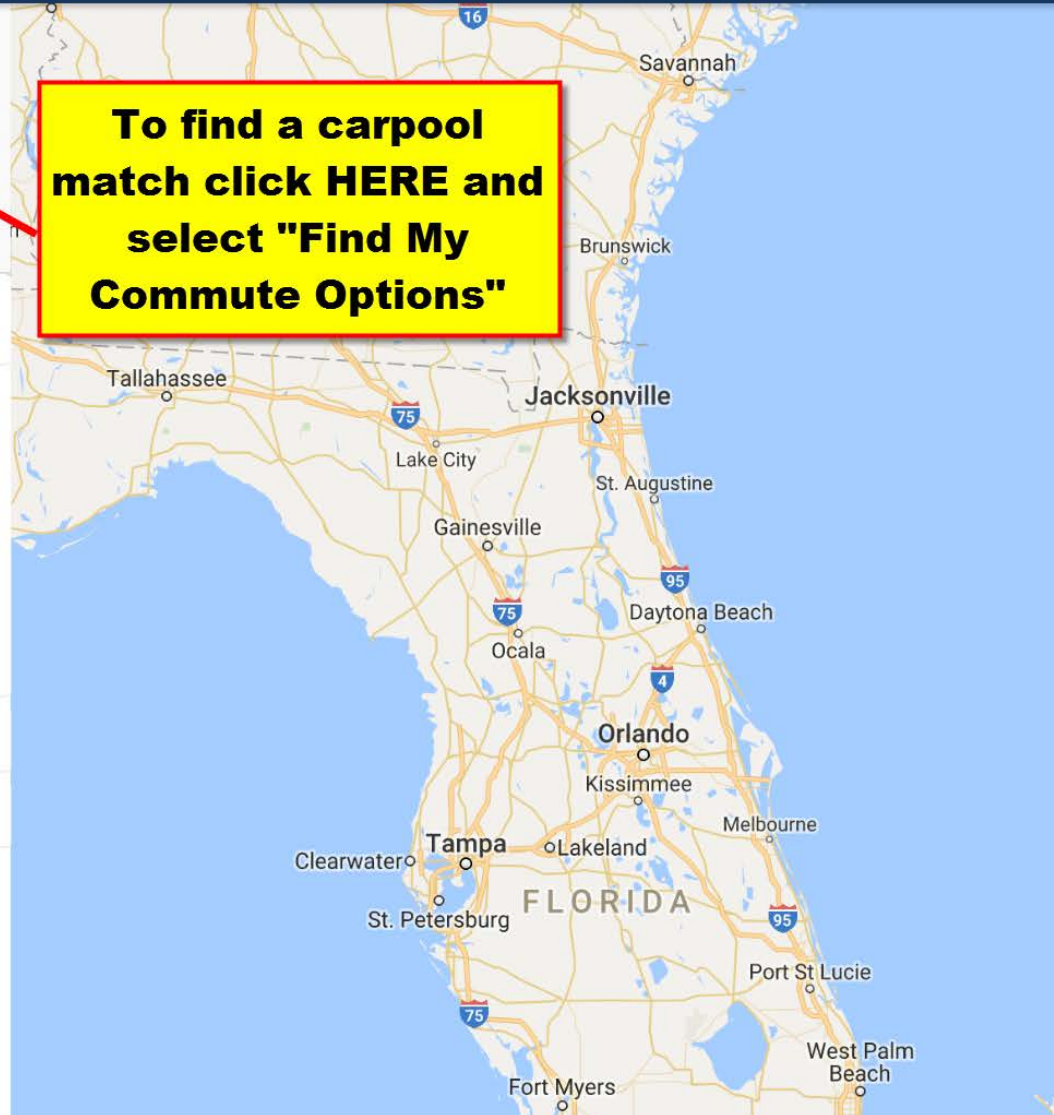 16
Savannah
To find a carpool
match click HERE and
select "Find My
Commute Options"
Brunswick
Tallahassee
Jacksonville
75
Lake City
St. Augustine
Gainesville
95
75
Daytona Beach
Ocala
4
Orlando
Kissimmee
Melbourne
Tampa
Lakeland
Clearwater
FLORIDA
St. Petersburg
95
Port St Lucie
75
West Palm
Beach
Fort Myers